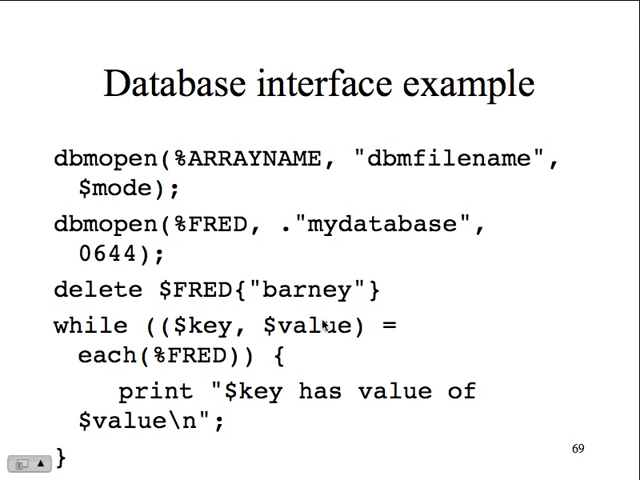 Database interface example
dbmopen(%ARRAYNAME, "dbmfilename",
$mode);
dbmopen(%FRED, ."mydatabase",
0644);
delete $FRED{"barney"}
while (($key, $value) =
each(%FRED)) {
print "$key has value of
$value\n";
}
69